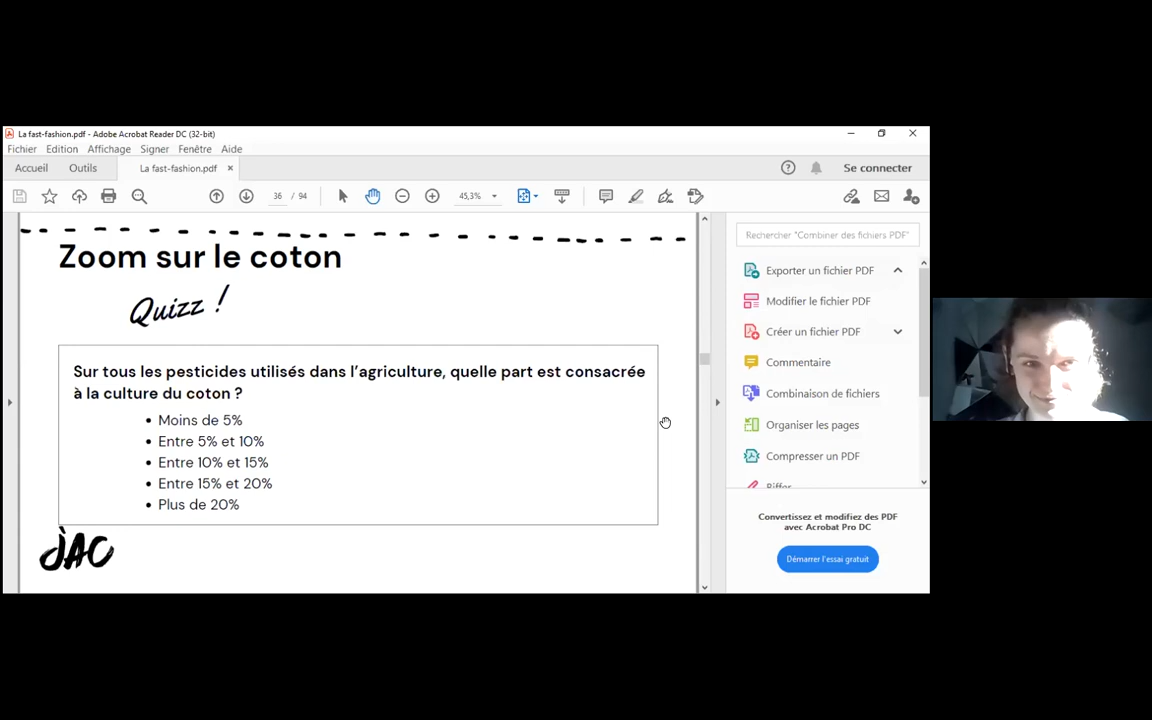 La fast-fashion.pdf - Adobe Acrobat Reader DC (32-bit)
Fichier Edition Affichage Signer Fenêtre Aide
Accueil Outils La fast-fashion.pdf × Se connecter
36 / 94 45,3%
Zoom sur le coton
Quizz !
Sur tous les pesticides utilisés dans l’agriculture, quelle part est consacrée
à la culture du coton ?
• Moins de 5%
• Entre 5% et 10%
• Entre 10% et 15%
• Entre 15% et 20%
• Plus de 20%
JAC
Rechercher "Combiner des fichiers PDF"
Exporter un fichier PDF
Modifier le fichier PDF
Créer un fichier PDF
Commentaire
Combinaison de fichiers
Organiser les pages
Compresser un PDF
Convertissez et modifiez des PDF
avec Acrobat Pro DC
Démarrer l'essai gratuit